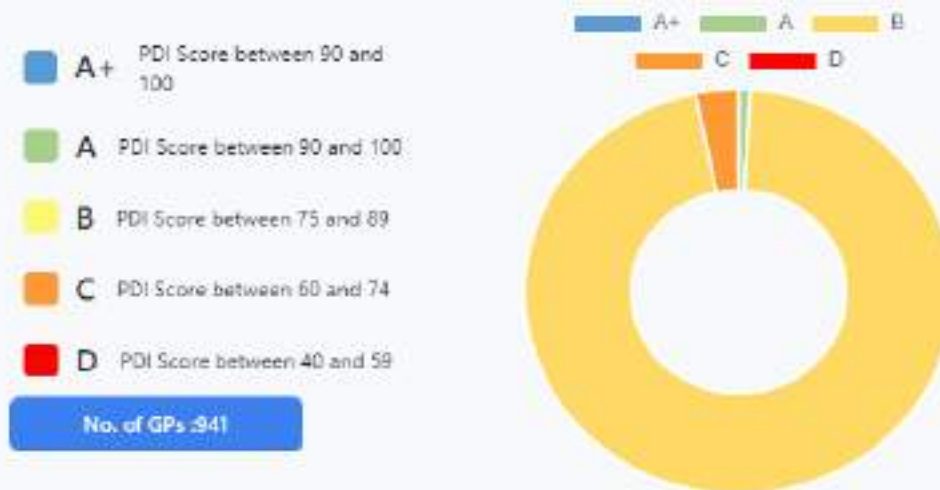 A+ PDI Score between 90 and
100
A PDI Score between 90 and 100
B PDI Score between 75 and 89
C PDI Score between 60 and 74
D PDI Score between 40 and 59
No. of GPs :941
A+ A B
C D